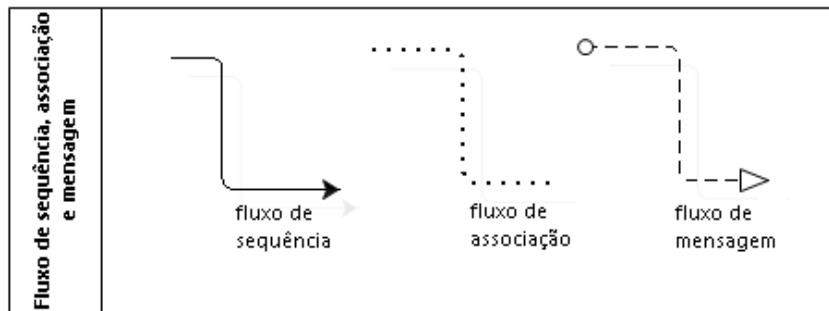 Fluxo de sequência, associação
e mensagem
fluxo de
sequência
fluxo de
associação
fluxo de
mensagem